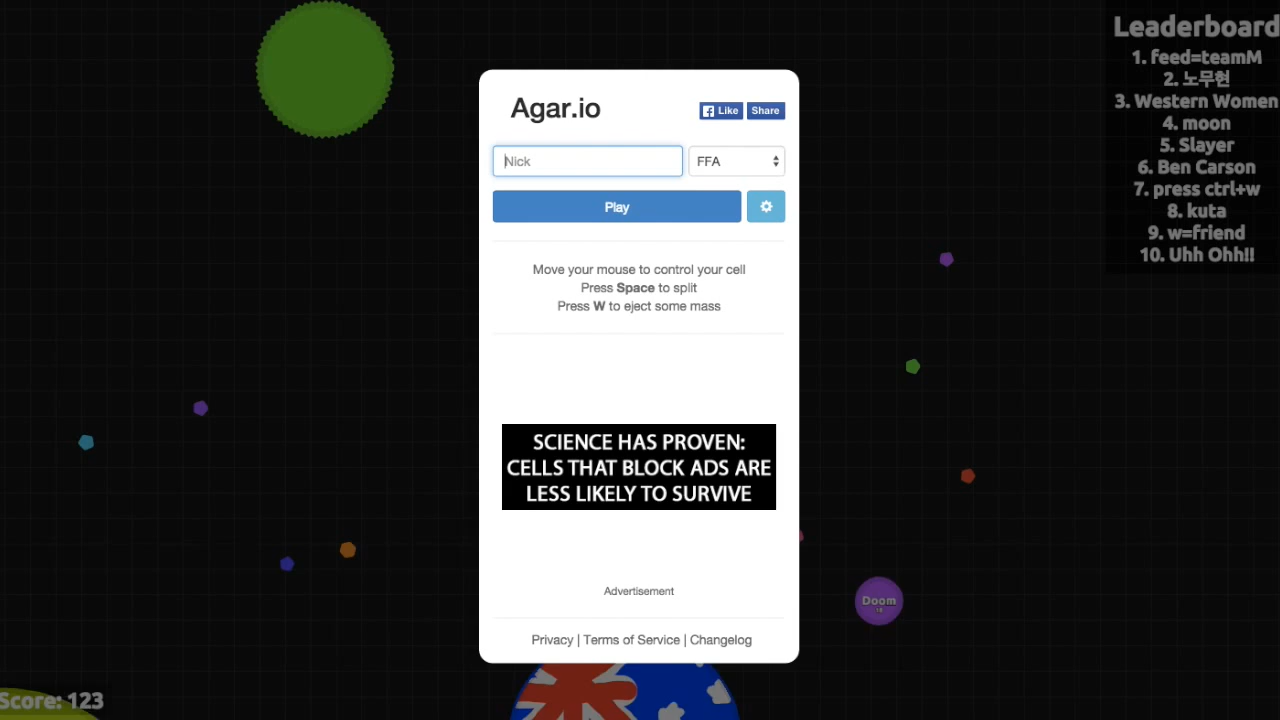 Agar.io
Like
Share
Nick
FFA
Play
Move your mouse to control your cell
Press Space to split
Press W to eject some mass
SCIENCE HAS PROVEN:
CELLS THAT BLOCK ADS ARE
LESS LIKELY TO SURVIVE
Advertisement
Privacy | Terms of Service | Changelog
Leaderboard
1. feed=teamM
2. 노무현
3. Western Women
4. moon
5. Slayer
6. Ben Carson
7. press ctrl+w
8. kuta
9. w=friend
10. Uhh Ohh!!
Doom
Score: 123